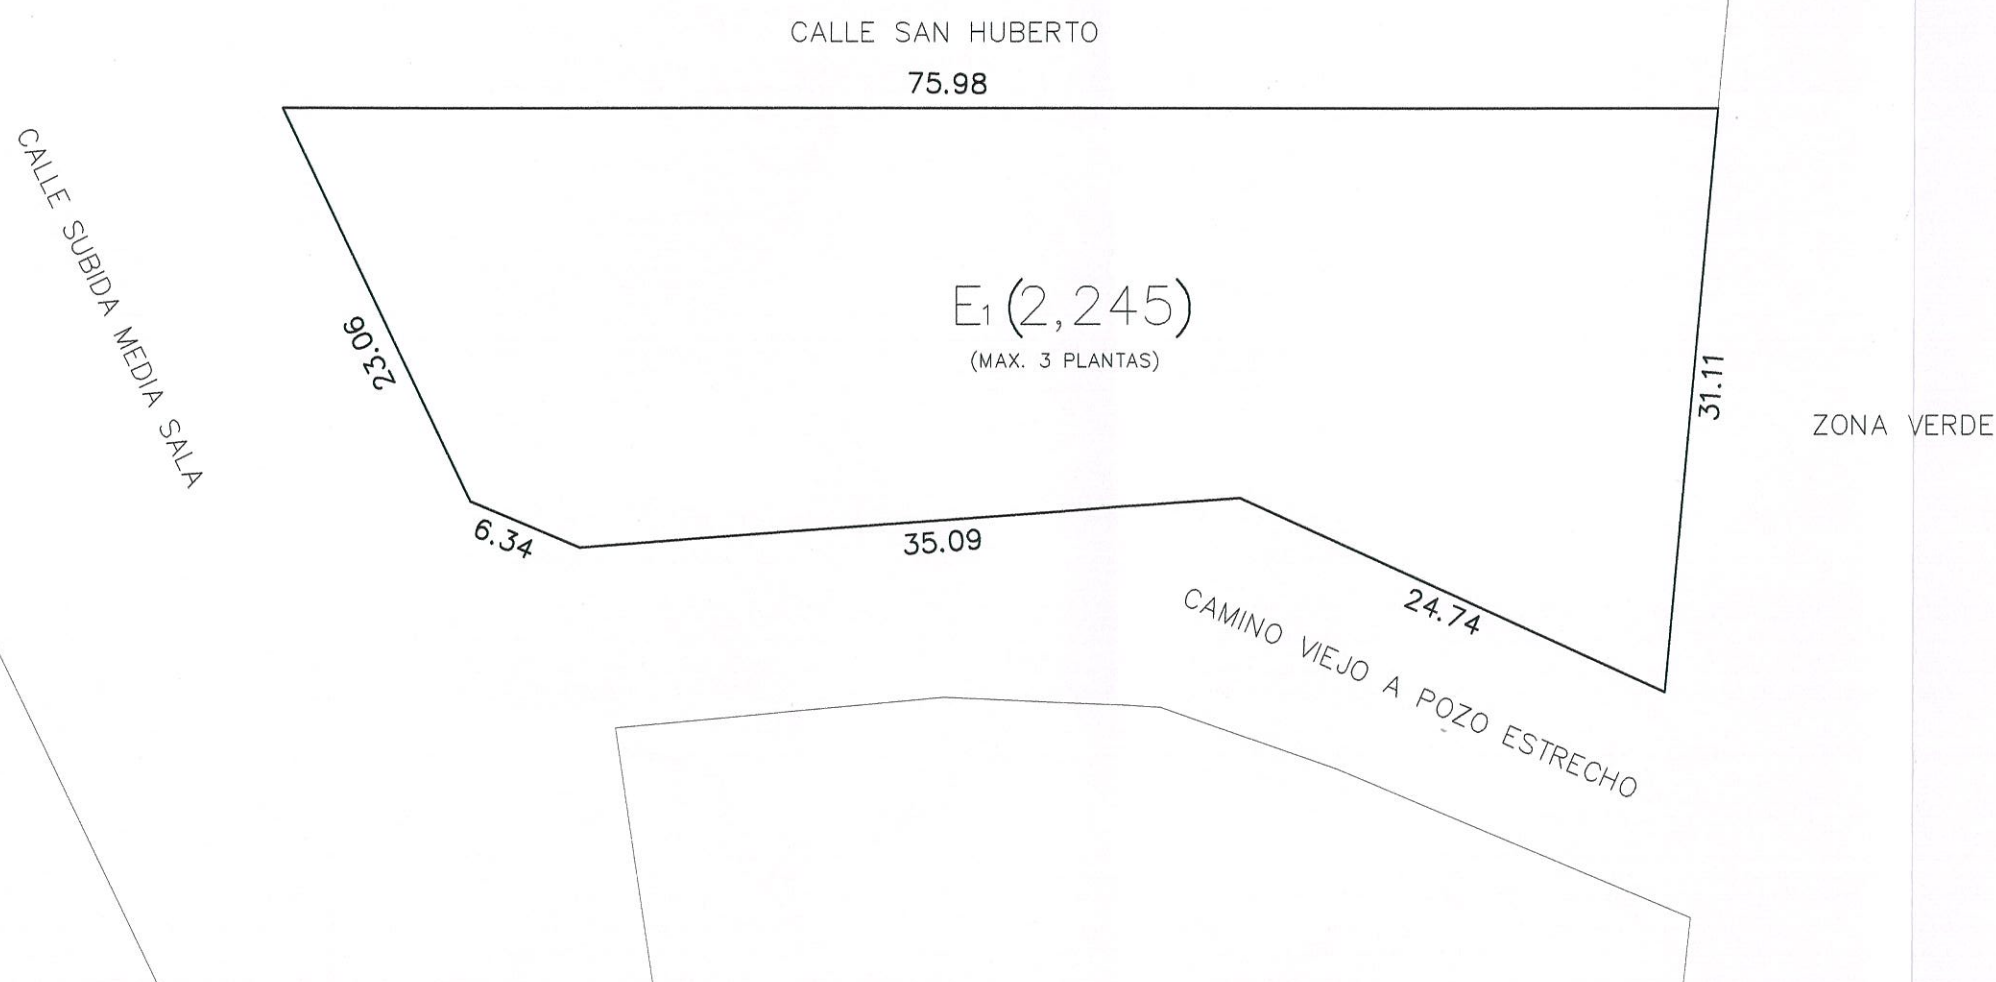 CALLE SAN HUBERTO
75.98
CALLE SUBIDA MEDIA SALA
23.06
E1 (2,245)
(MAX. 3 PLANTAS)
31.11
ZONA VERDE
6.34
35.09
24.74
CAMINO VIEJO A POZO ESTRECHO